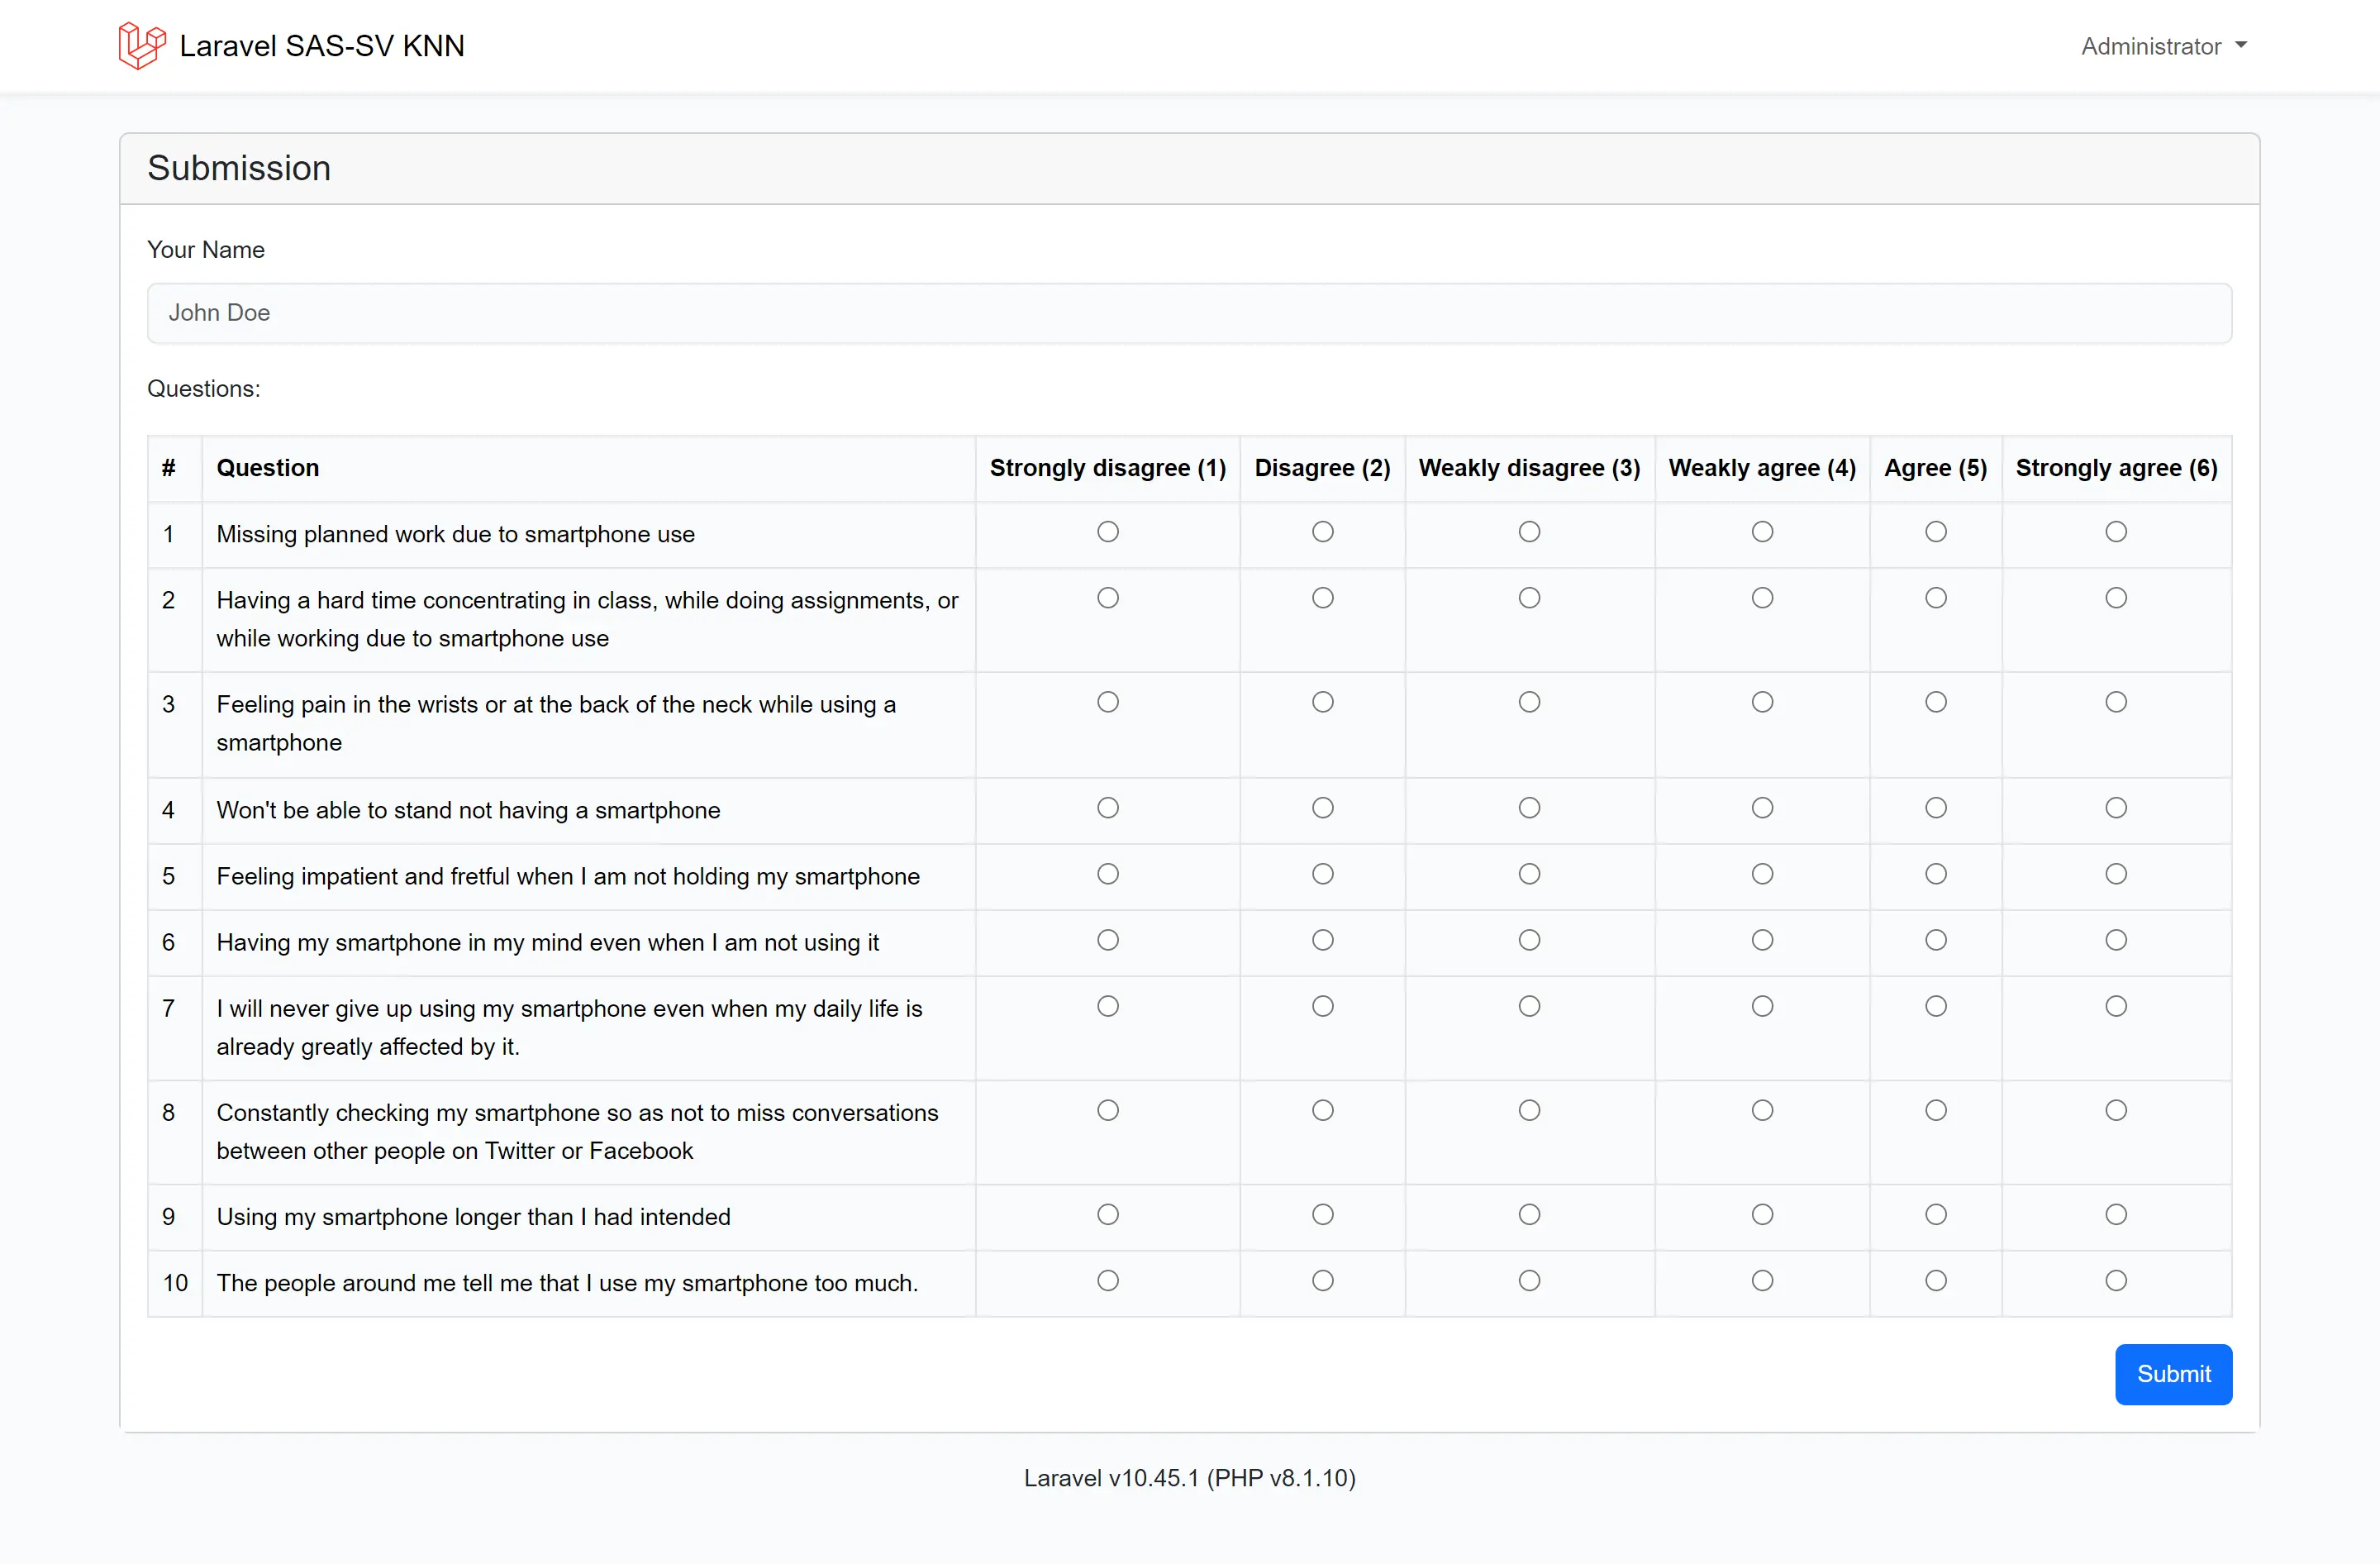 Laravel SAS-SV KNN
Administrator
Submission
Your Name
John Doe
Questions:
# Question Strongly disagree (1) Disagree (2) Weakly disagree (3) Weakly agree (4) Agree (5) Strongly agree (6)
1 Missing planned work due to smartphone use
2 Having a hard time concentrating in class, while doing assignments, or
while working due to smartphone use
3 Feeling pain in the wrists or at the back of the neck while using a
smartphone
4 Won't be able to stand not having a smartphone
5 Feeling impatient and fretful when I am not holding my smartphone
6 Having my smartphone in my mind even when I am not using it
7 I will never give up using my smartphone even when my daily life is
already greatly affected by it.
8 Constantly checking my smartphone so as not to miss conversations
between other people on Twitter or Facebook
9 Using my smartphone longer than I had intended
10 The people around me tell me that I use my smartphone too much.
Submit
Laravel v10.45.1 (PHP v8.1.10)